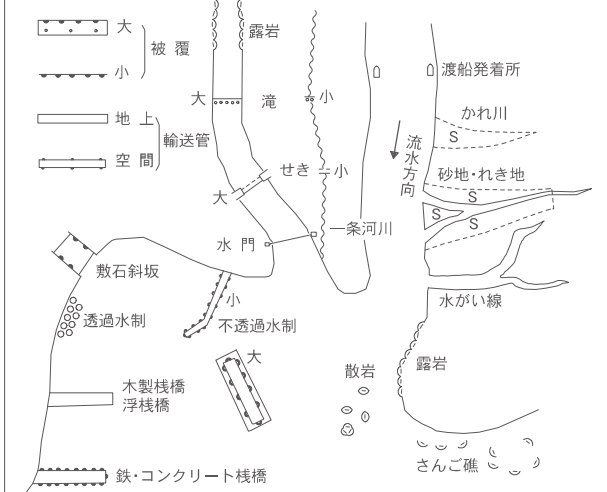 大
被覆
小
地上
輸送管
空間
露岩
大 滝 小
渡船発着所
かれ川
S
流水方向
せき 小
砂地・れき地
S
S
S
大
一条河川
水門
敷石斜坂
小
水がい線
透過水制
不透過水制
大
散岩
露岩
木製桟橋
浮桟橋
さんご礁
鉄・コンクリート桟橋